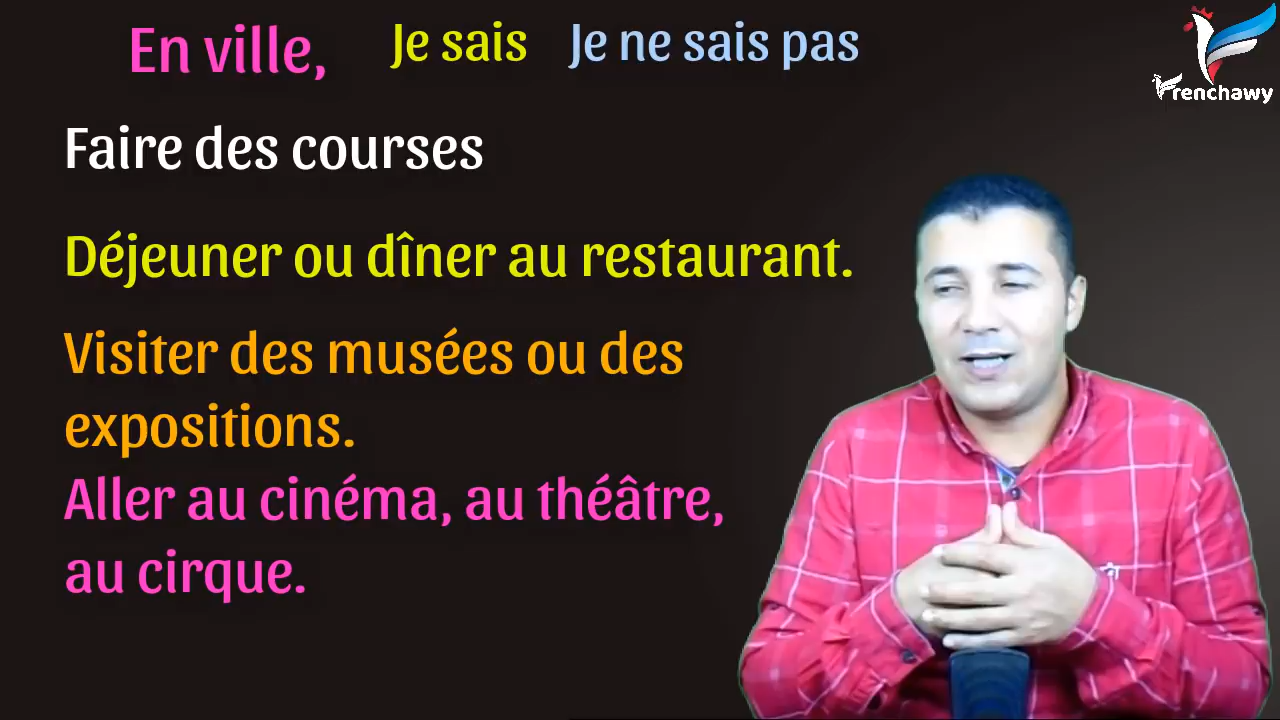 En ville, Je sais Je ne sais pas
Frenchawy
Faire des courses
Déjeuner ou dîner au restaurant.
Visiter des musées ou des
expositions.
Aller au cinéma, au théâtre,
au cirque.